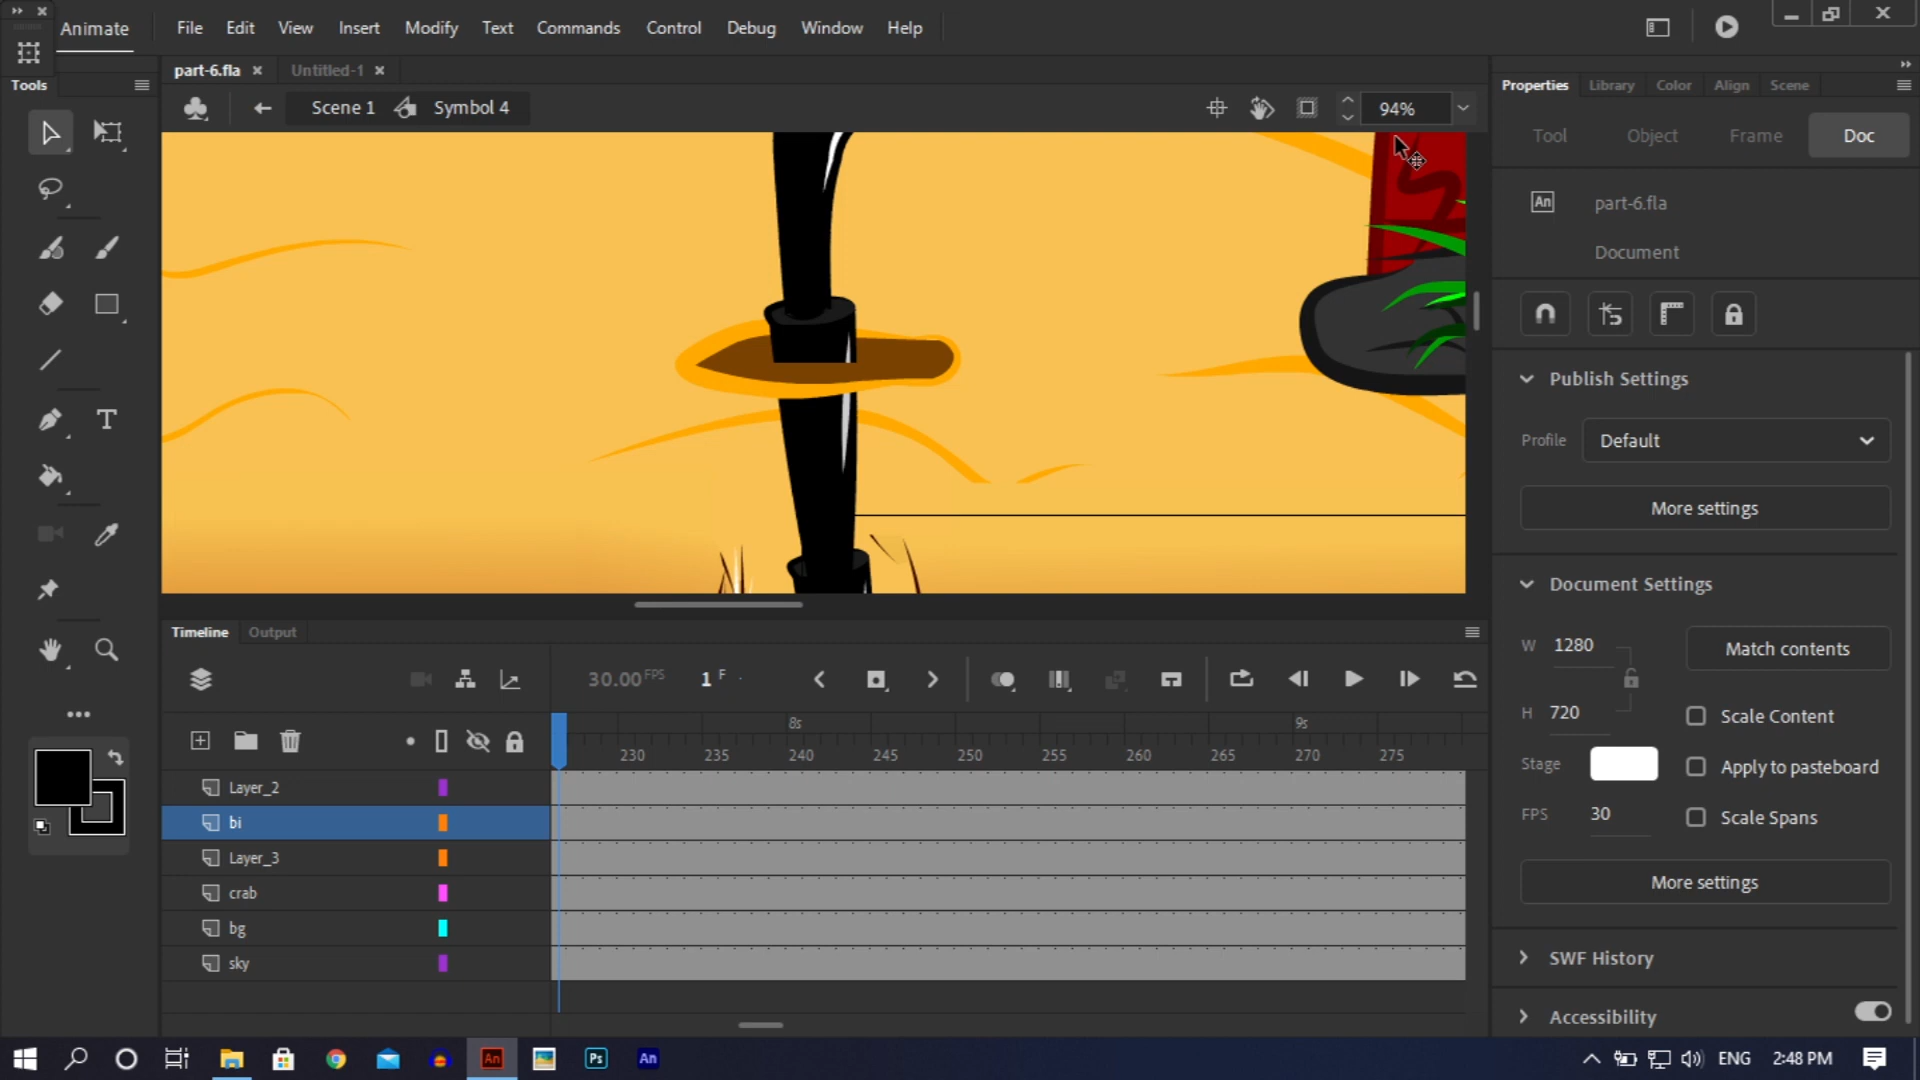 Animate File Edit View Insert Modify Text Commands Control Debug Window Help
Tools
part-6.fla Untitled-1
Scene 1 Symbol 4
94%
Properties Library Color Align Scene
Tool Object Frame Doc
An part-6.fla
Document
Publish Settings
Profile Default
More settings
Document Settings
W 1280 Match contents
H 720 Scale Content
Stage Apply to pasteboard
FPS 30 Scale Spans
More settings
SWF History
Accessibility
T
Timeline Output
30.00 FPS 1 F
8s 9s
230 235 240 245 250 255 260 265 270 275
Layer_2
bi
Layer_3
crab
bg
sky
An Ps An ENG 2:48 PM